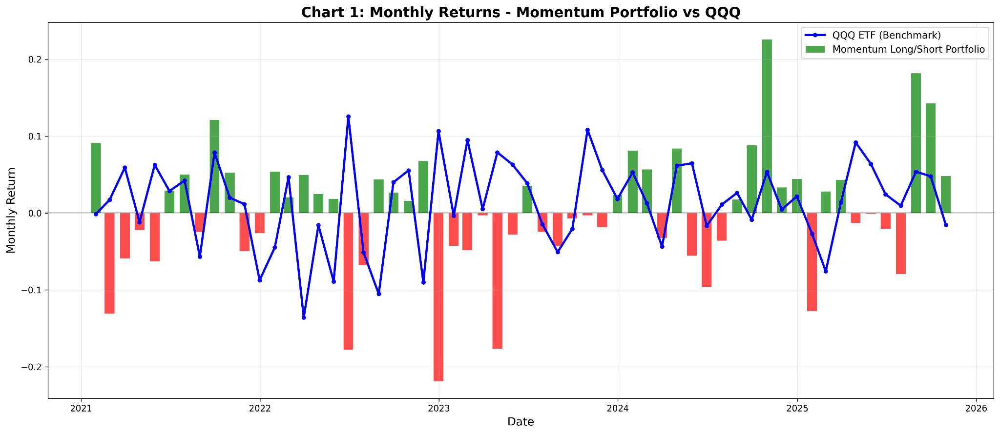 Chart 1: Monthly Returns - Momentum Portfolio vs QQQ
QQQ ETF (Benchmark)
Momentum Long/Short Portfolio
Monthly Return
0.2
0.1
0.0
−0.1
−0.2
2021
2022
2023
2024
2025
2026
Date